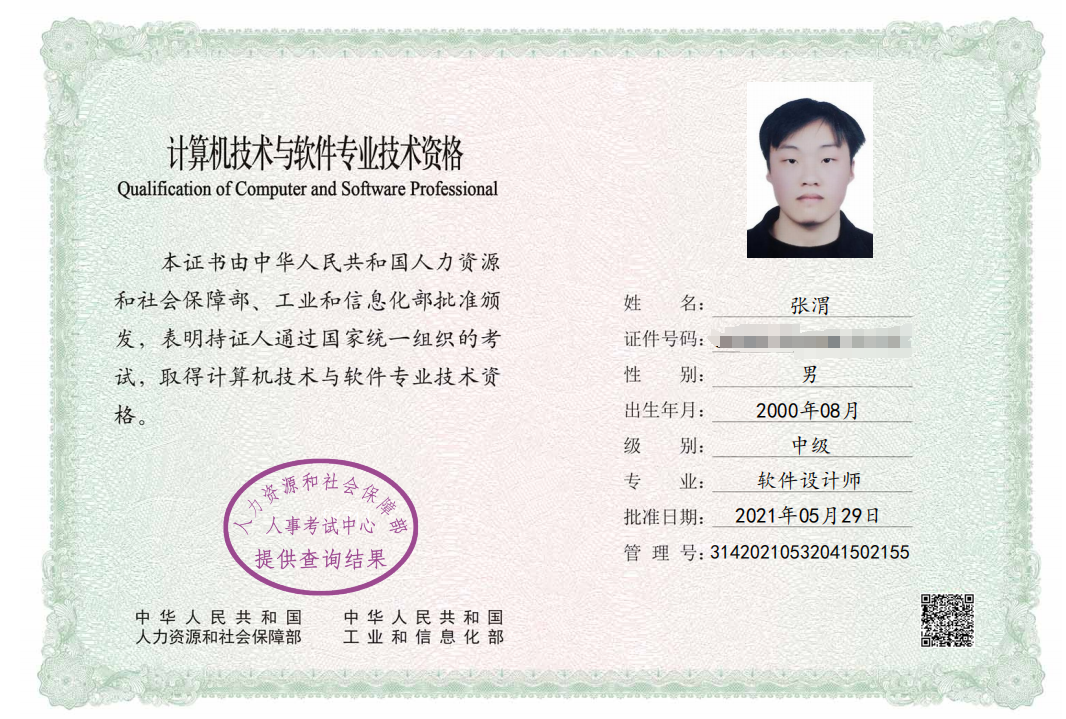 计算机技术与软件专业技术资格
Qualification of Computer and Software Professional
本证书由中华人民共和国人力资源
和社会保障部、工业和信息化部批准颁
发，表明持证人通过国家统一组织的考
试，取得计算机技术与软件专业技术资
格。
人力资源和社会保障部
人事考试中心
提供查询结果
中华人民共和国
人力资源和社会保障部
中华人民共和国
工业和信息化部
姓 名： 张渭
证件号码：
性 别： 男
出生年月： 2000年08月
级 别： 中级
专 业： 软件设计师
批准日期： 2021年05月29日
管 理 号： 31420210532041502155